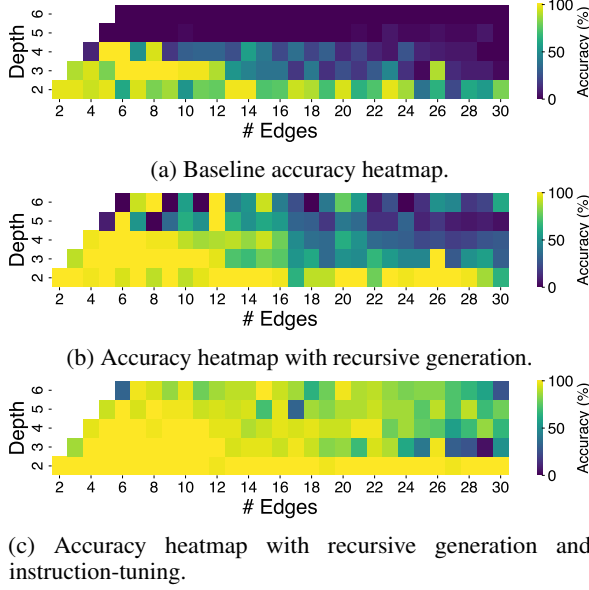 6
5
4
3
2
Depth
2 4 6 8 10 12 14 16 18 20 22 24 26 28 30
# Edges
100
50
0
Accuracy (%)
(a) Baseline accuracy heatmap.
6
5
4
3
2
Depth
2 4 6 8 10 12 14 16 18 20 22 24 26 28 30
# Edges
100
50
0
Accuracy (%)
(b) Accuracy heatmap with recursive generation.
6
5
4
3
2
Depth
2 4 6 8 10 12 14 16 18 20 22 24 26 28 30
# Edges
100
50
0
Accuracy (%)
(c) Accuracy heatmap with recursive generation and
instruction-tuning.